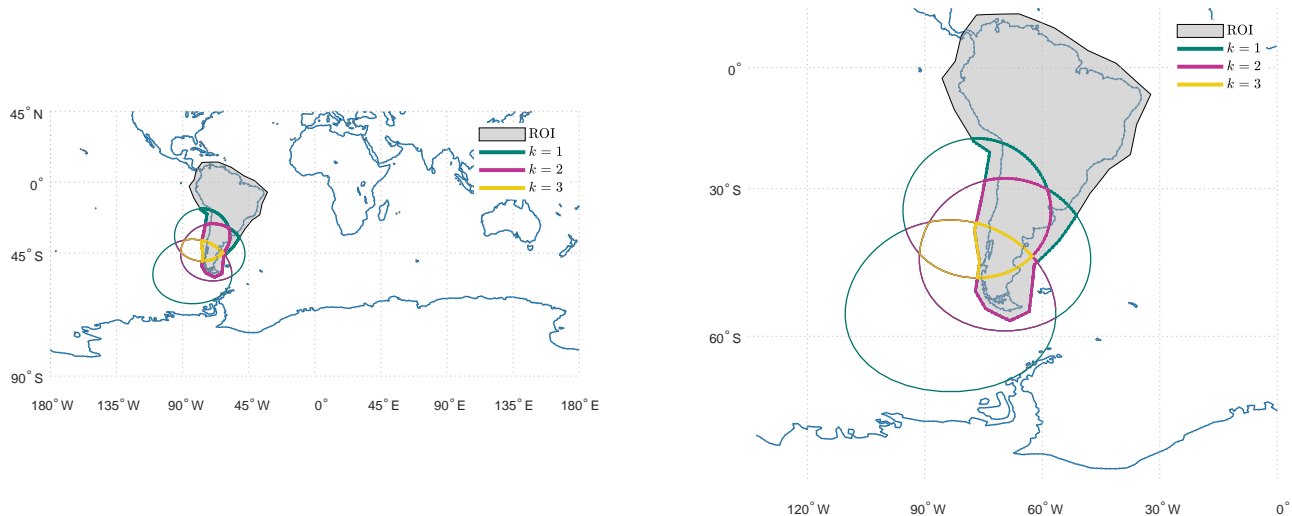 45° N
0°
45° S
90° S
180° W
135° W
90° W
45° W
0°
45° E
90° E
135° E
180° E
ROI
k = 1
k = 2
k = 3
0°
30° S
60° S
120° W
90° W
60° W
30° W
0°
ROI
k = 1
k = 2
k = 3